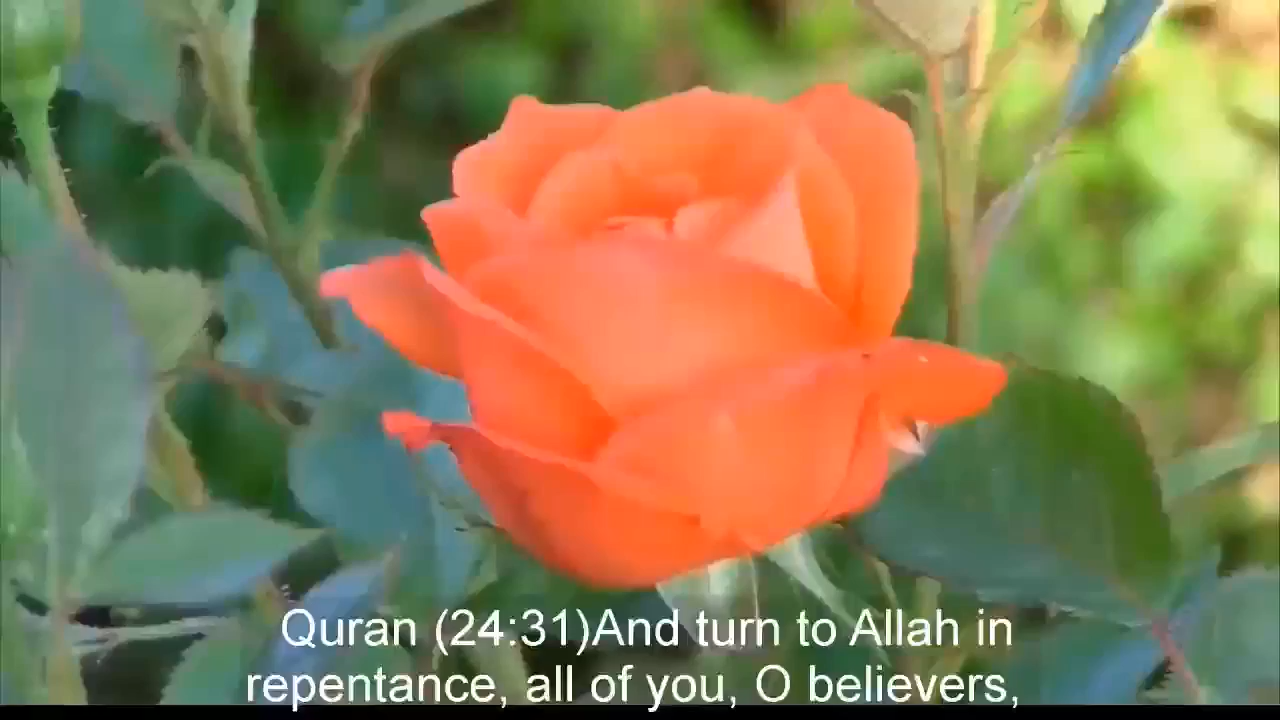 Quran (24:31)And turn to Allah in
repentance, all of you, O believers,